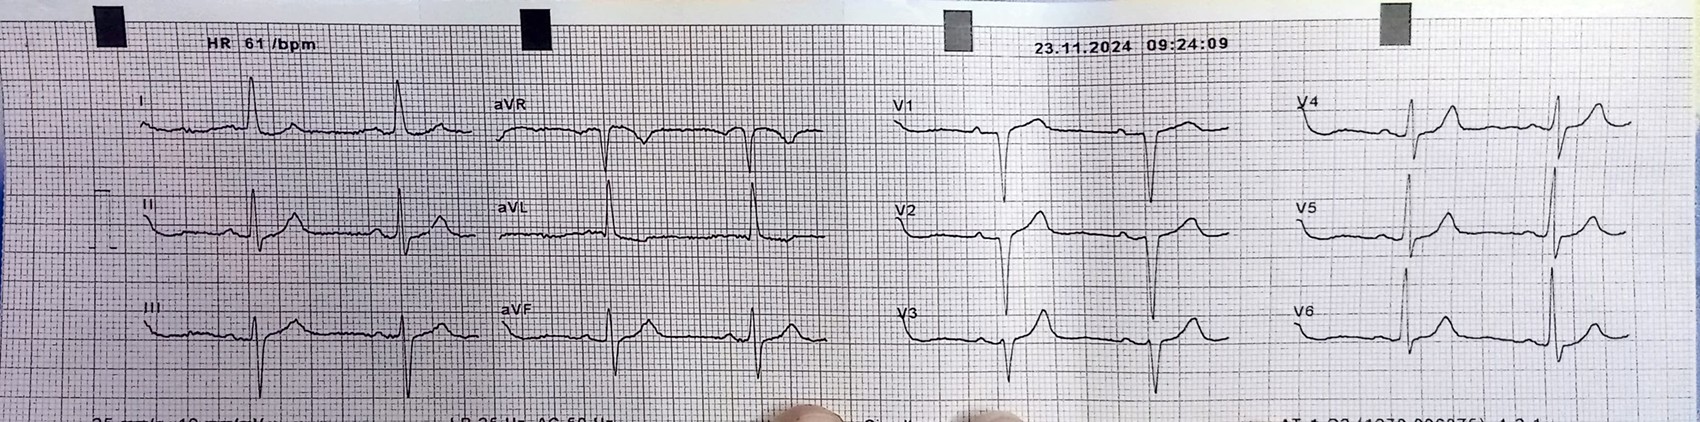 HR 61 /bpm
23.11.2024 09:24:09
I
aVR
V1
V4
II
aVL
V2
V5
III
aVF
V3
V6